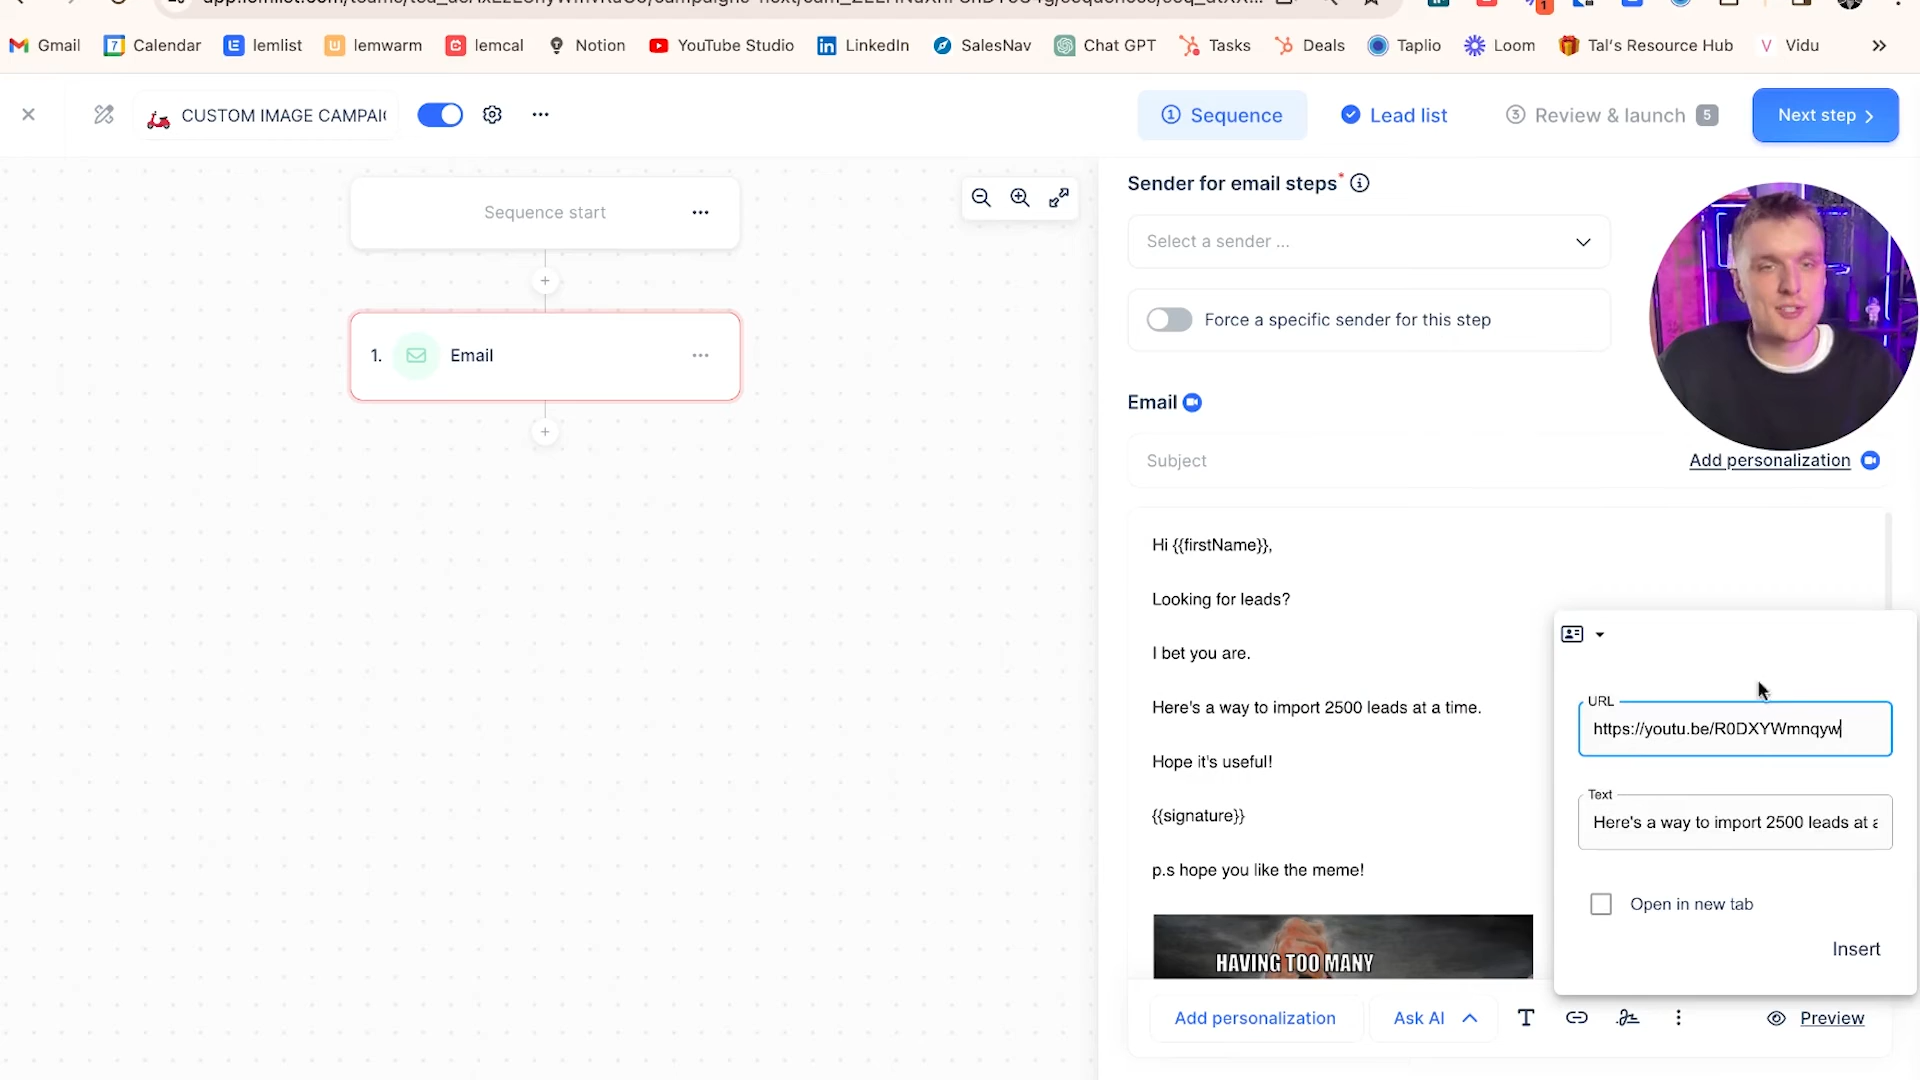 Gmail
7 Calendar
lemlist
lemwarm
lemcal
Notion
YouTube Studio
LinkedIn
SalesNav
Chat GPT
Tasks
Deals
Taplio
Loom
Tal's Resource Hub
Vidu
CUSTOM IMAGE CAMPAI
1 Sequence
Lead list
3 Review & launch 5
Next step
Sequence start
1. Email
Sender for email steps*
Select a sender ...
Force a specific sender for this step
Email
Subject
Add personalization
Hi {{firstName}},
Looking for leads?
I bet you are.
Here's a way to import 2500 leads at a time.
Hope it's useful!
{{signature}}
p.s hope you like the meme!
HAVING TOO MANY
URL
https://youtu.be/R0DXYWmnqyw
Text
Here's a way to import 2500 leads at a
Open in new tab
Insert
Add personalization
Ask AI
Preview